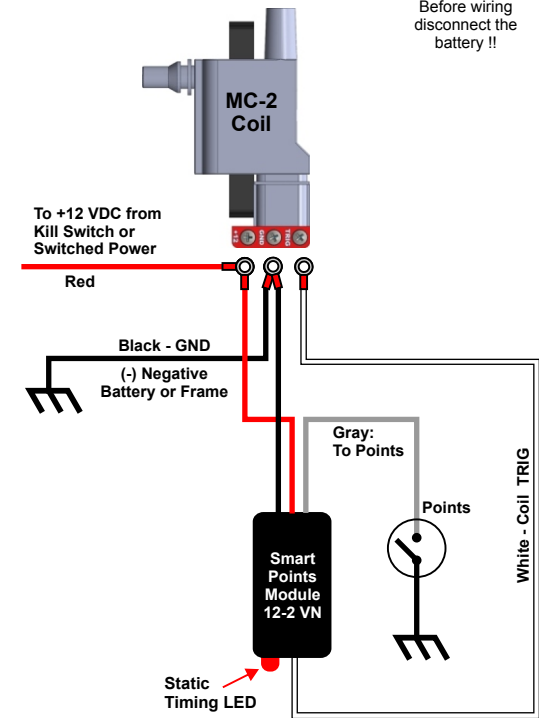 Before wiring
disconnect the
battery !!
MC-2
Coil
To +12 VDC from
Kill Switch or
Switched Power
+12
GND
TRIG
Red
Black - GND
(-) Negative
Battery or Frame
Gray:
To Points
Points
White - Coil TRIG
Smart
Points
Module
12-2 VN
Static
Timing LED